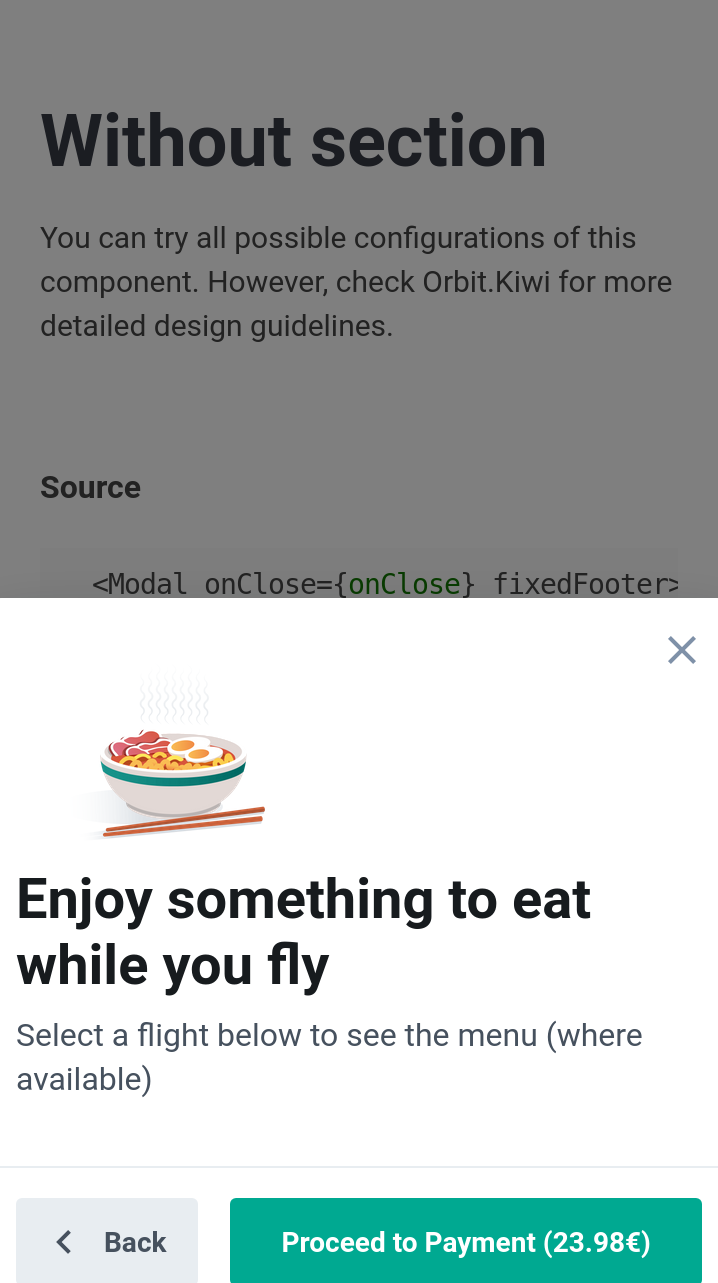 Without section
You can try all possible configurations of this
component. However, check Orbit.Kiwi for more
detailed design guidelines.
Source
<Modal onClose={onClose} fixedFooter>
Enjoy something to eat
while you fly
Select a flight below to see the menu (where
available)
Back
Proceed to Payment (23.98€)